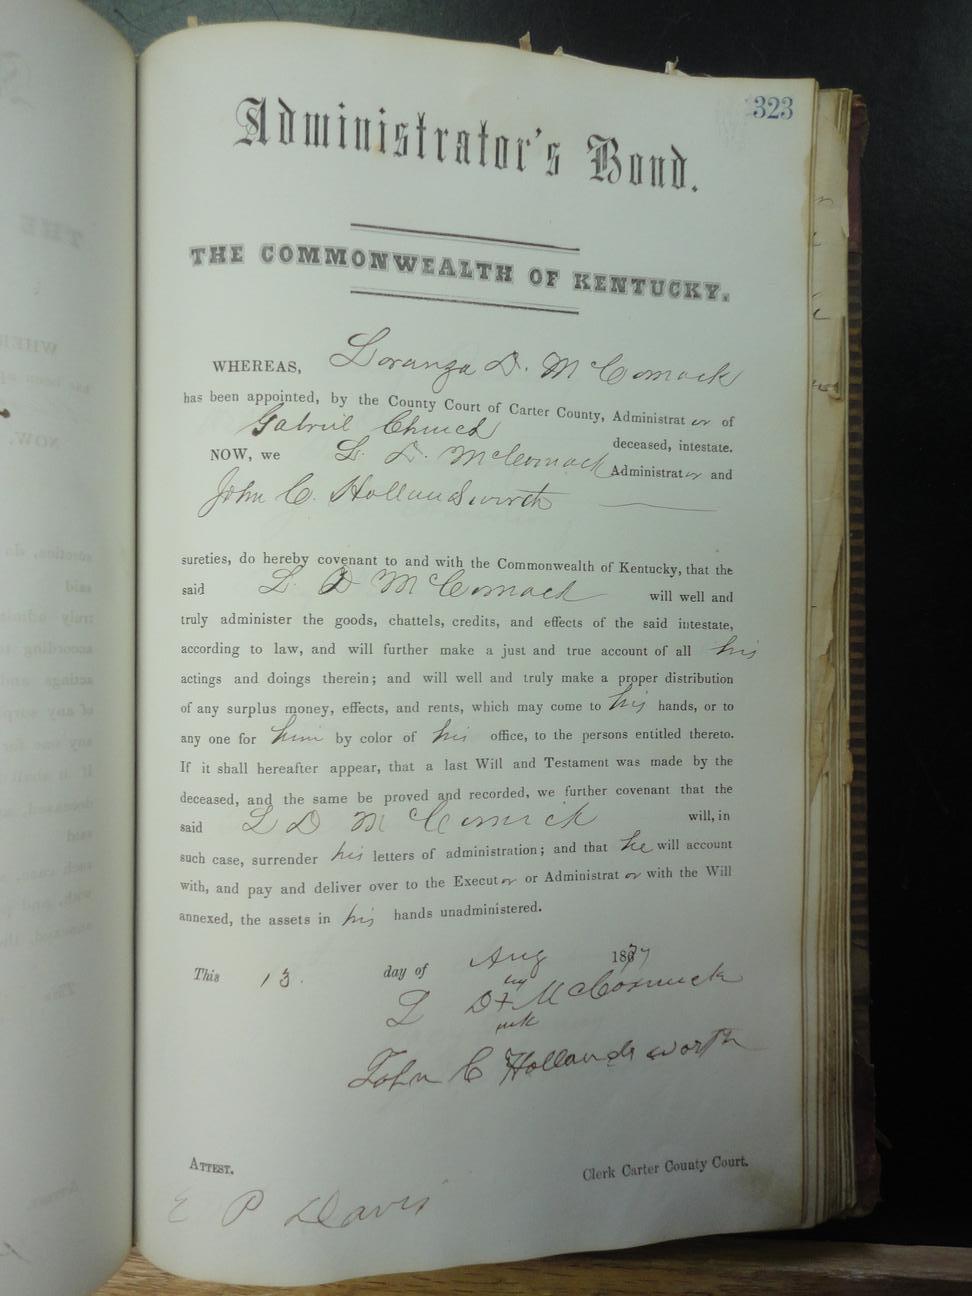 323
Administrator's Bond.
THE COMMONWEALTH OF KENTUCKY.
WHEREAS, Loranza D. McComack
has been appointed, by the County Court of Carter County, Administrator of
Gabriel Church deceased, intestate.
NOW, we L. D. McComack Administrator and
John C. Hollandsworth
sureties, do hereby covenant to and with the Commonwealth of Kentucky, that the
said L. D McComack will well and
truly administer the goods, chattels, credits, and effects of the said intestate,
according to law, and will further make a just and true account of all his
actings and doings therein; and will well and truly make a proper distribution
of any surplus money, effects, and rents, which may come to his hands, or to
any one for him by color of his office, to the persons entitled thereto.
If it shall hereafter appear, that a last Will and Testament was made by the
deceased, and the same be proved and recorded, we further covenant that the
said L D McComick will, in
such case, surrender his letters of administration; and that he will account
with, and pay and deliver over to the Executor or Administrator with the Will
annexed, the assets in his hands unadministered.
This 13. day of Aug 1877
L D + McCormick
John C Hollandsworth
ATTEST. Clerk Carter County Court.
E P Davis